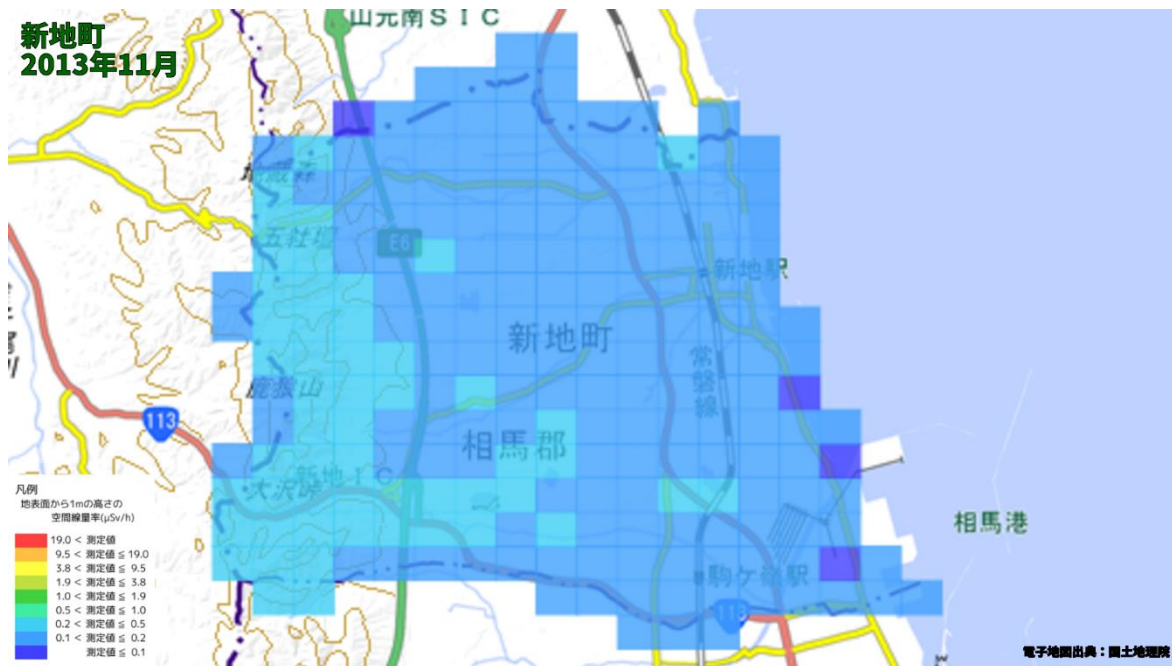 新地町
2013年11月
山元南ＳＩＣ
地蔵森
五社壇
E6
新地駅
新地町
常磐線
鹿狼山
113
相馬郡
新地ＩＣ
大沢峠
相馬港
駒ケ嶺駅
113
凡例
地表面から1mの高さの
空間線量率(μSv/h)
19.0 < 測定値
9.5 < 測定値 ≤ 19.0
3.8 < 測定値 ≤ 9.5
1.9 < 測定値 ≤ 3.8
1.0 < 測定値 ≤ 1.9
0.5 < 測定値 ≤ 1.0
0.2 < 測定値 ≤ 0.5
0.1 < 測定値 ≤ 0.2
測定値 ≤ 0.1
電子地図出典：国土地理院